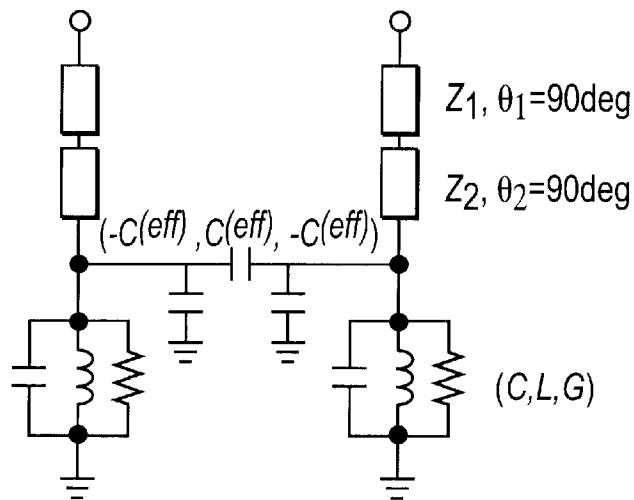 Z1, θ1=90deg
Z2, θ2=90deg
(-C(eff), C(eff), -C(eff))
(C,L,G)